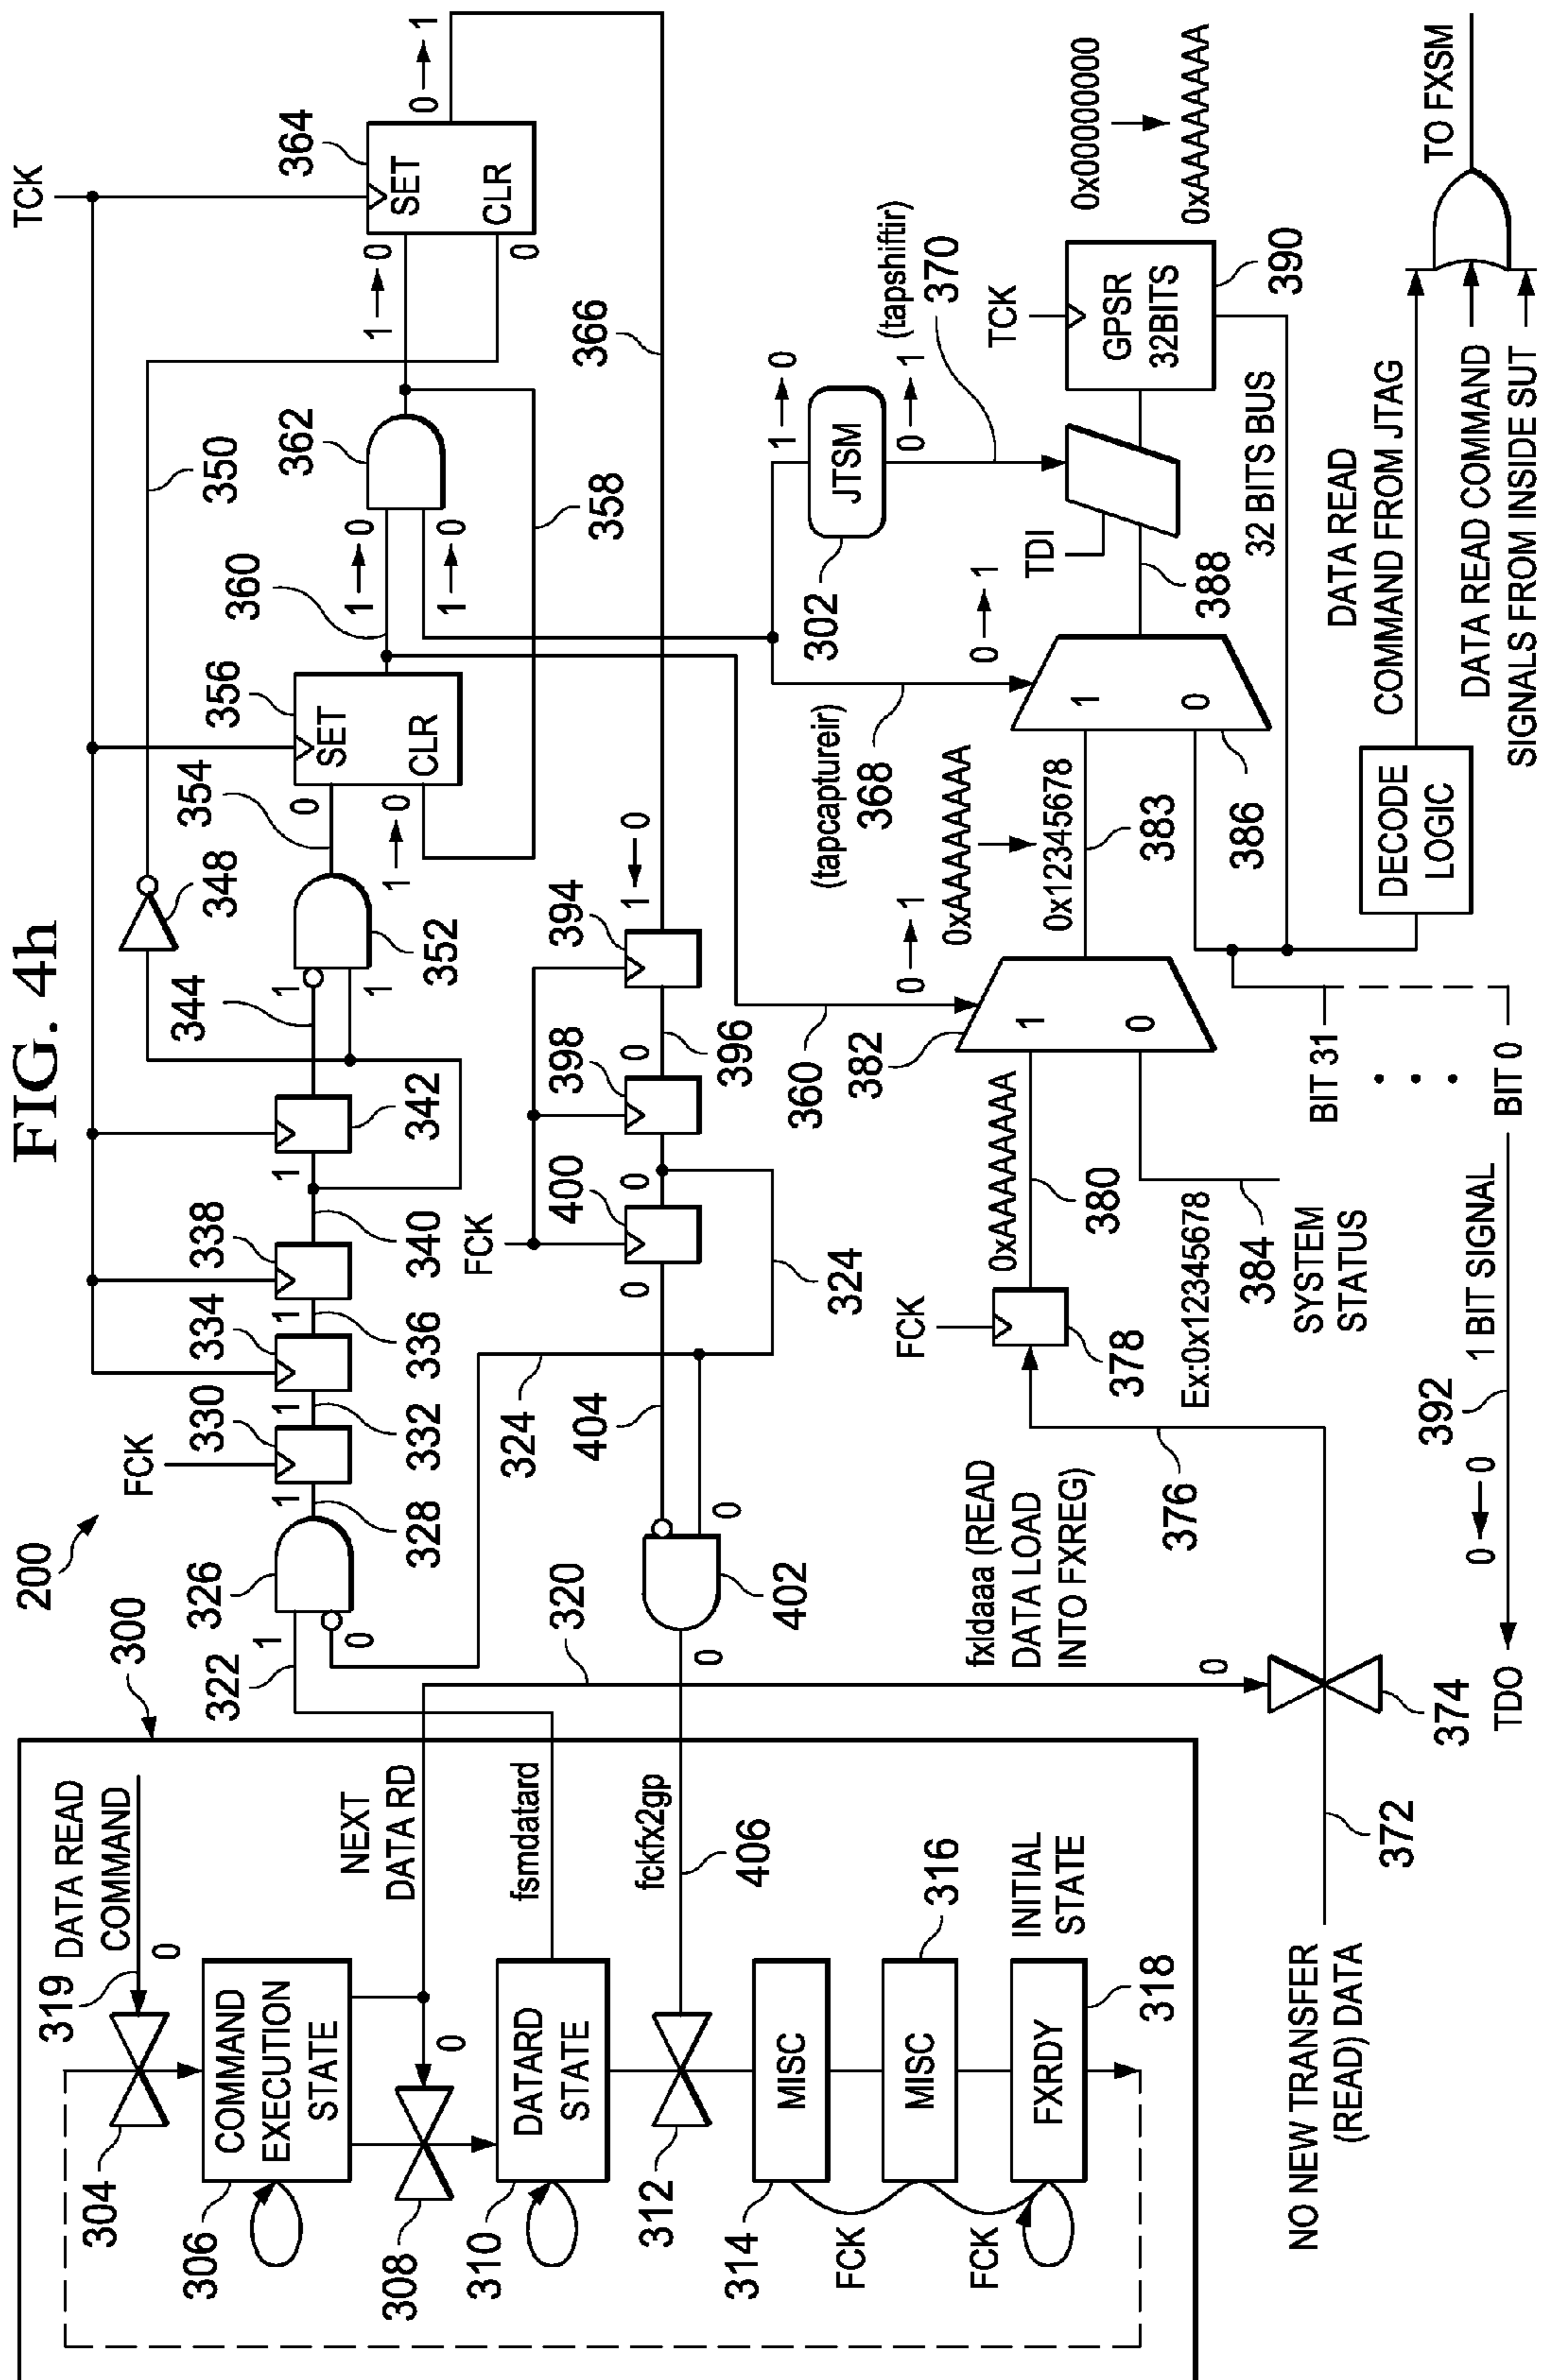 FIG. 4h
200
300
319
DATA READ
COMMAND
0
304
COMMAND
EXECUTION
STATE
306
NEXT
DATA RD
0
308
DATARD
STATE
310
fsmdatard
fckfx2gp
406
312
MISC
314
FCK
MISC
316
FCK
FXRDY
INITIAL
STATE
318
322
1
326
0
328
1
FCK
330
332
1
334
336
1
338
340
1
342
344
1
1
348
350
352
354
0
356
SET
CLR
1 → 0
358
360
1 → 0
1 → 0
362
1 → 0
TCK
364
SET
CLR
0
0 → 1
366
320
324
324
404
402
0
0
FCK
400
0
0
398
0
396
394
1 → 0
fxldaaa (READ
DATA LOAD
INTO FXREG)
0
374
376
372
NO NEW TRANSFER
(READ) DATA
FCK
378
380
0xAAAAAAAA
Ex:0x12345678
384
SYSTEM
STATUS
360
382
1
0
0 → 1
0xAAAAAAAA
0x12345678
383
(tapcaptureir)
368
386
1
0
0 → 1
388
302
JTSM
1 → 0
0 → 1
(tapshiftir)
370
TDI
TCK
GPSR
32BITS
390
0x00000000
0xAAAAAAAA
32 BITS BUS
BIT 31
BIT 0
1 BIT SIGNAL
392
0 → 0
TDO
DECODE
LOGIC
DATA READ
COMMAND FROM JTAG
DATA READ COMMAND
SIGNALS FROM INSIDE SUT
TO FXSM